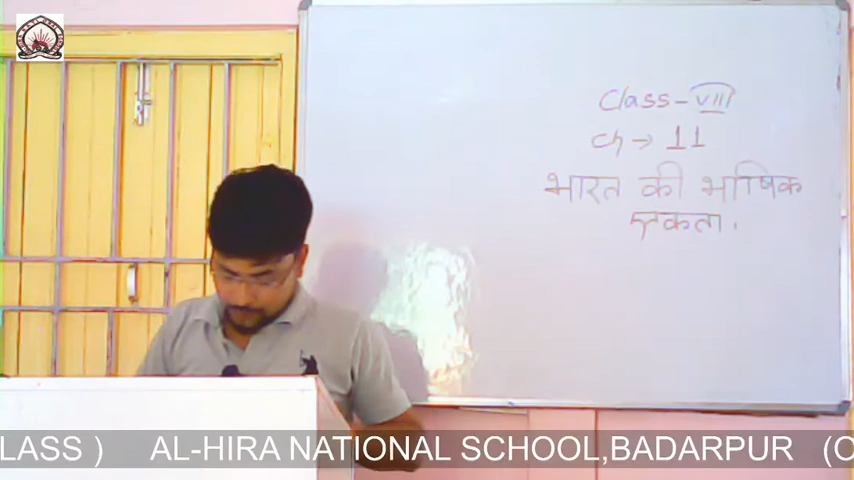 Class - VIII
Ch → 11
भारत की भाषिक
एकता.
LASS ) AL-HIRA NATIONAL SCHOOL,BADARPUR (C